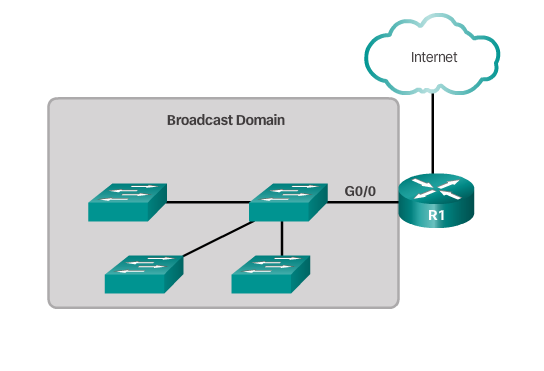 Internet
Broadcast Domain
G0/0
R1